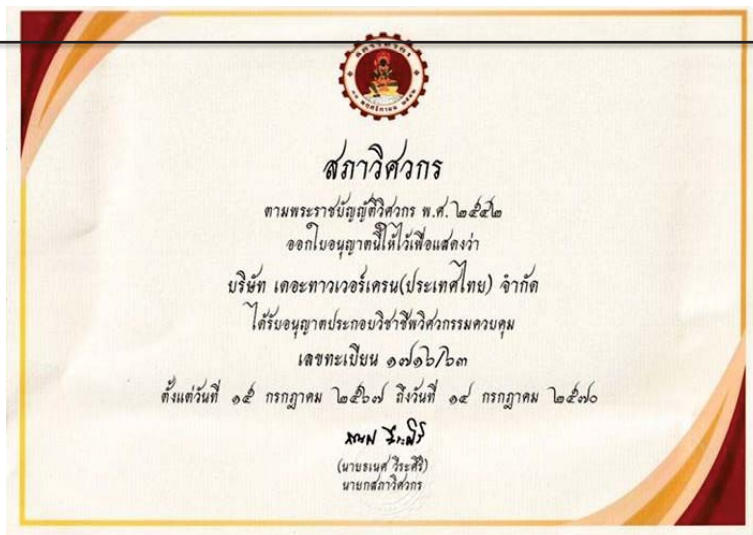 สภาวิศวกร
ตามพระราชบัญญัติวิศวกร พ.ศ. ๒๕๔๒
ออกใบอนุญาตนี้ให้ไว้เพื่อแสดงว่า
บริษัท เดอะทาวเวอร์เครน(ประเทศไทย) จำกัด
ได้รับอนุญาตประกอบวิชาชีพวิศวกรรมควบคุม
เลขทะเบียน ๑๗๑๖/๖๓
ตั้งแต่วันที่ ๑๕ กรกฎาคม ๒๕๖๗ ถึงวันที่ ๑๔ กรกฎาคม ๒๕๗๐
(นายธเนศ วีระศิริ)
นายกสภาวิศวกร